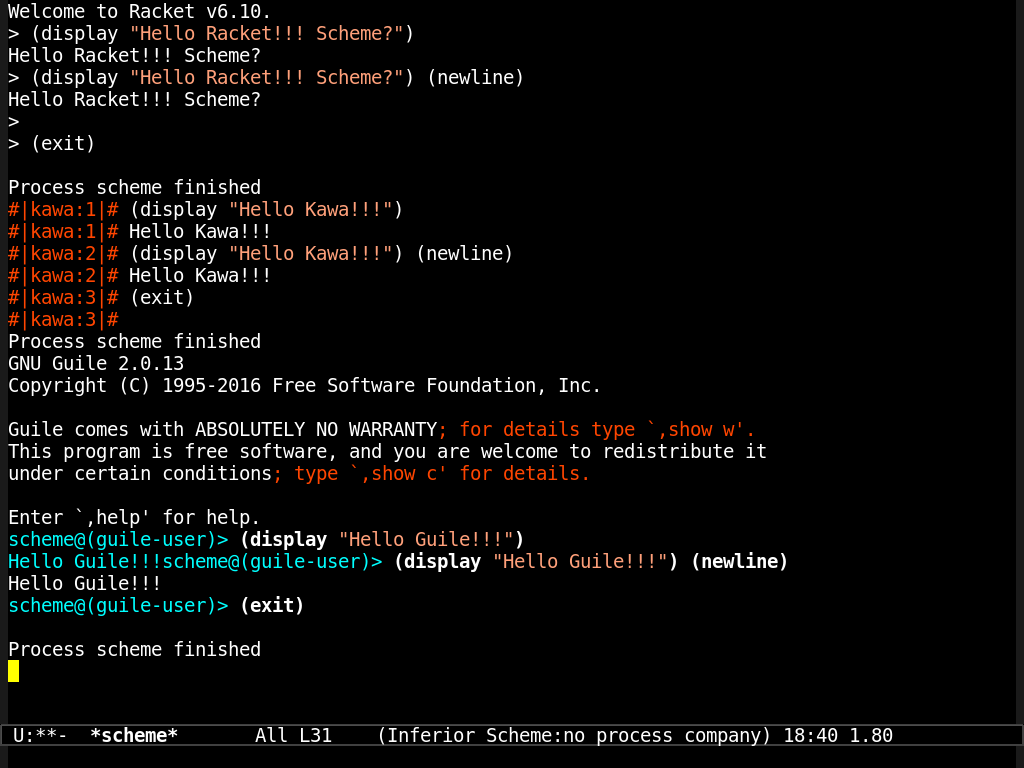 Welcome to Racket v6.10.
> (display "Hello Racket!!! Scheme?")
Hello Racket!!! Scheme?
> (display "Hello Racket!!! Scheme?") (newline)
Hello Racket!!! Scheme?
>
> (exit)
Process scheme finished
#|kawa:1|# (display "Hello Kawa!!!")
#|kawa:1|# Hello Kawa!!!
#|kawa:2|# (display "Hello Kawa!!!") (newline)
#|kawa:2|# Hello Kawa!!!
#|kawa:3|# (exit)
#|kawa:3|#
Process scheme finished
GNU Guile 2.0.13
Copyright (C) 1995-2016 Free Software Foundation, Inc.
Guile comes with ABSOLUTELY NO WARRANTY; for details type `,show w'.
This program is free software, and you are welcome to redistribute it
under certain conditions; type `,show c' for details.
Enter `,help' for help.
scheme@(guile-user)> (display "Hello Guile!!!")
Hello Guile!!!scheme@(guile-user)> (display "Hello Guile!!!") (newline)
Hello Guile!!!
scheme@(guile-user)> (exit)
Process scheme finished
U:**-  *scheme*       All L31    (Inferior Scheme:no process company) 18:40 1.80